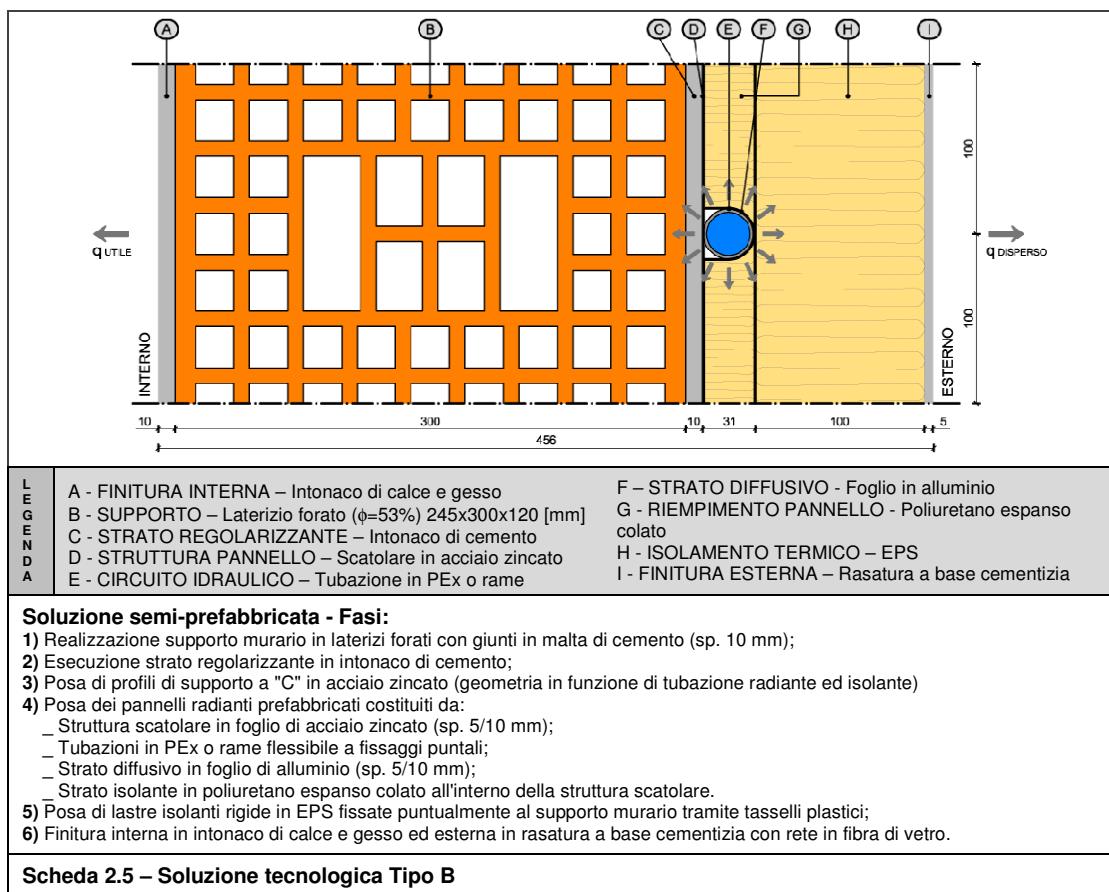 A B C D E F G H I
100
100
q UTILE
q DISPERSO
INTERNO
ESTERNO
10 300 10 31 100 5
456
LEGENDA
A - FINITURA INTERNA – Intonaco di calce e gesso
B - SUPPORTO – Laterizio forato (ϕ=53%) 245x300x120 [mm]
C - STRATO REGOLARIZZANTE – Intonaco di cemento
D - STRUTTURA PANNELLO – Scatolare in acciaio zincato
E - CIRCUITO IDRAULICO – Tubazione in PEx o rame
F – STRATO DIFFUSIVO - Foglio in alluminio
G - RIEMPIMENTO PANNELLO - Poliuretano espanso
colato
H - ISOLAMENTO TERMICO – EPS
I - FINITURA ESTERNA – Rasatura a base cementizia
Soluzione semi-prefabbricata - Fasi:
1) Realizzazione supporto murario in laterizi forati con giunti in malta di cemento (sp. 10 mm);
2) Esecuzione strato regolarizzante in intonaco di cemento;
3) Posa di profili di supporto a "C" in acciaio zincato (geometria in funzione di tubazione radiante ed isolante)
4) Posa dei pannelli radianti prefabbricati costituiti da:
_ Struttura scatolare in foglio di acciaio zincato (sp. 5/10 mm);
_ Tubazioni in PEx o rame flessibile a fissaggi puntali;
_ Strato diffusivo in foglio di alluminio (sp. 5/10 mm);
_ Strato isolante in poliuretano espanso colato all'interno della struttura scatolare.
5) Posa di lastre isolanti rigide in EPS fissate puntualmente al supporto murario tramite tasselli plastici;
6) Finitura interna in intonaco di calce e gesso ed esterna in rasatura a base cementizia con rete in fibra di vetro.
Scheda 2.5 – Soluzione tecnologica Tipo B